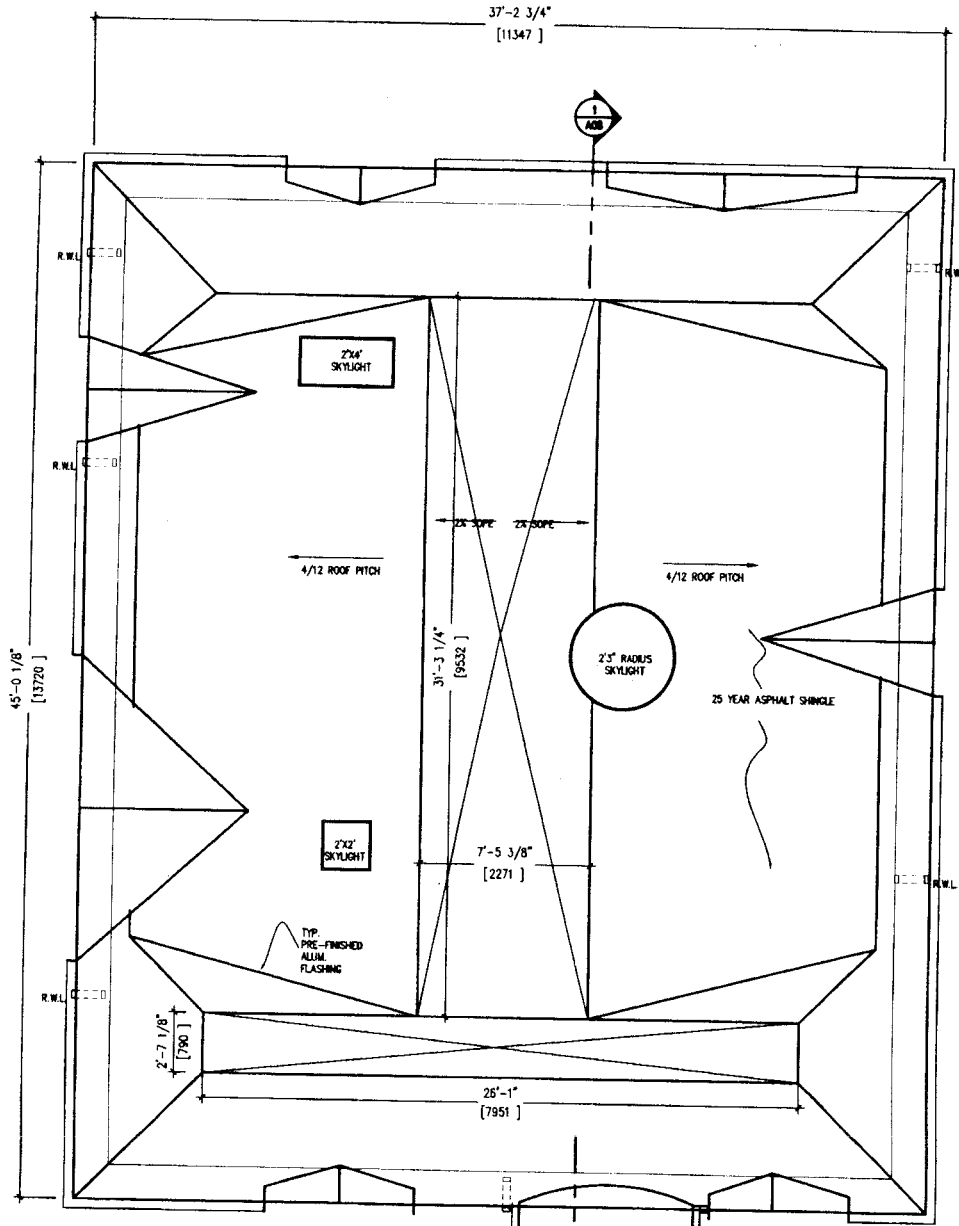 37'-2 3/4"
[11347 ]
1
A08
R.W.L.
R.W.
2'X4'
SKYLIGHT
R.W.L.
2% SOPE 2% SOPE
4/12 ROOF PITCH
4/12 ROOF PITCH
31'-3 1/4"
[9532 ]
45'-0 1/8"
[13720 ]
2'3" RADIUS
SKYLIGHT
25 YEAR ASPHALT SHINGLE
2'X2'
SKYLIGHT
7'-5 3/8"
[2271 ]
R.W.L.
TYP.
PRE-FINISHED
ALUM.
FLASHING
R.W.L.
2'-7 1/8"
[790 ]
26'-1"
[7951 ]